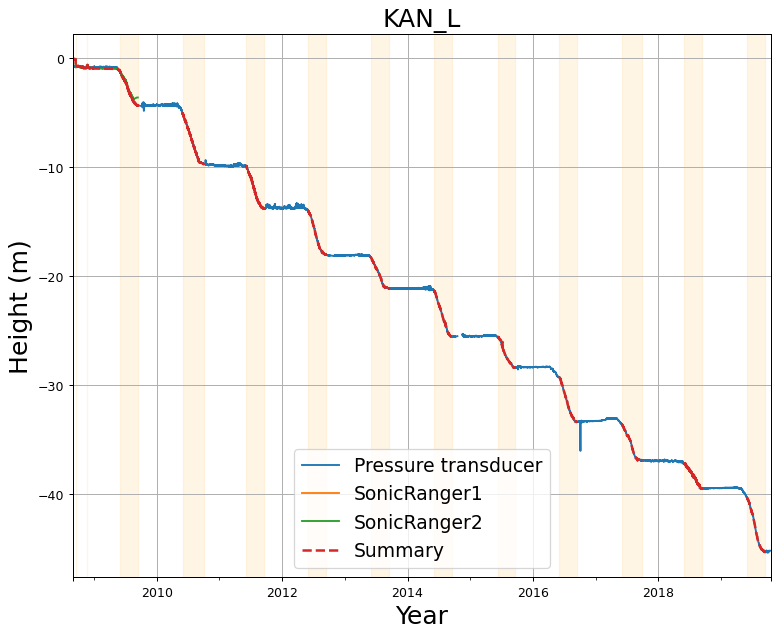 KAN_L
0
−10
−20
−30
−40
Height (m)
Pressure transducer
SonicRanger1
SonicRanger2
Summary
2010 2012 2014 2016 2018
Year